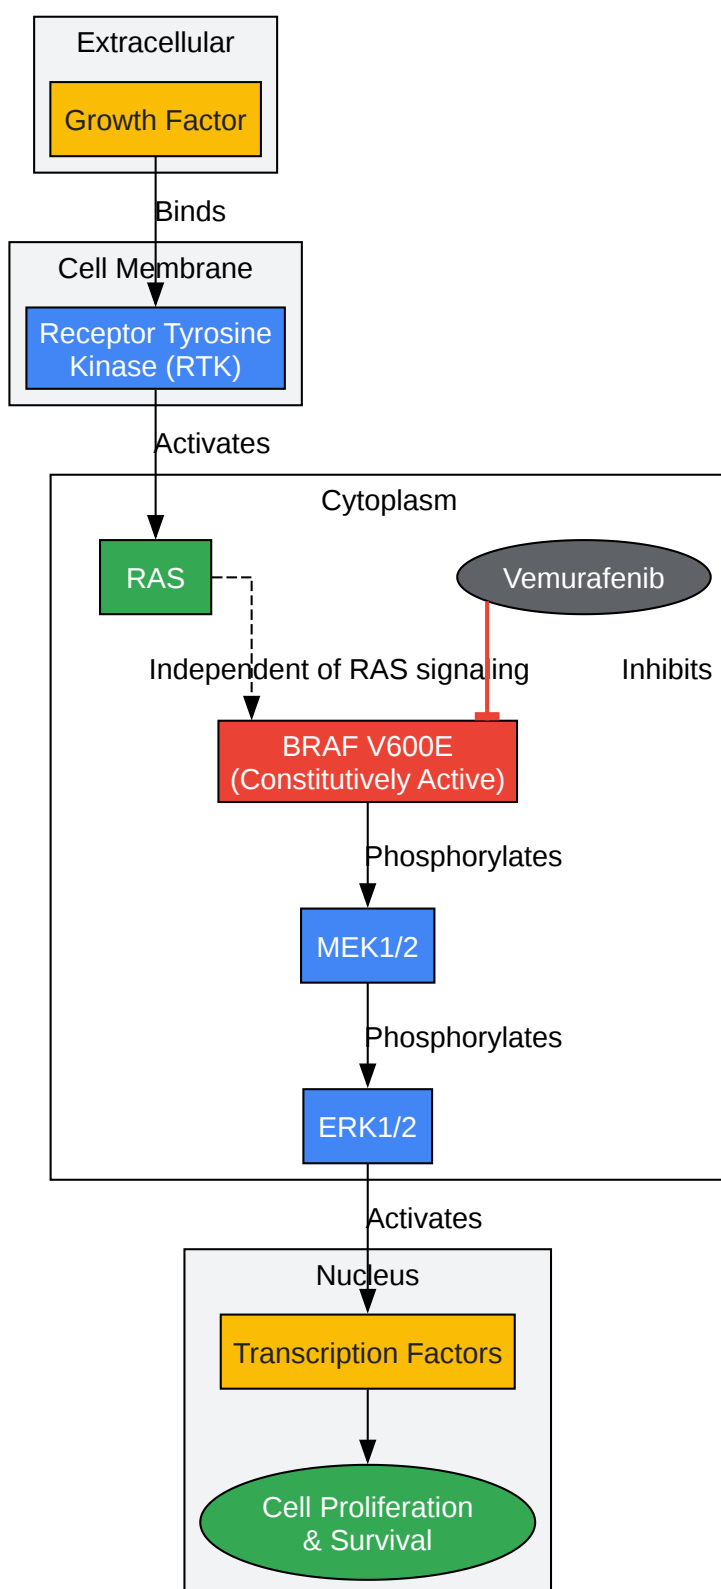 Extracellular
Growth Factor
Binds
Cell Membrane
Receptor Tyrosine
Kinase (RTK)
Activates
Cytoplasm
RAS
Vemurafenib
Independent of RAS signaling
Inhibits
BRAF V600E
(Constitutively Active)
Phosphorylates
MEK1/2
Phosphorylates
ERK1/2
Activates
Nucleus
Transcription Factors
Cell Proliferation
& Survival